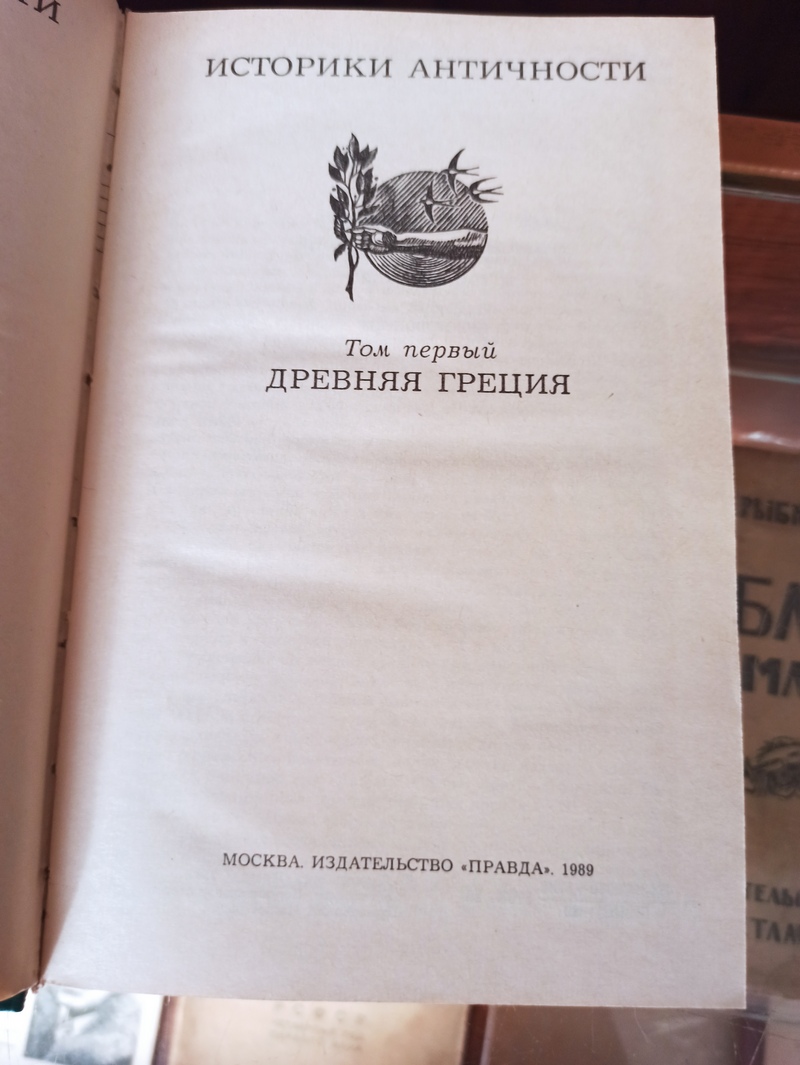 ИСТОРИКИ АНТИЧНОСТИ
Том первый
ДРЕВНЯЯ ГРЕЦИЯ
МОСКВА. ИЗДАТЕЛЬСТВО «ПРАВДА». 1989